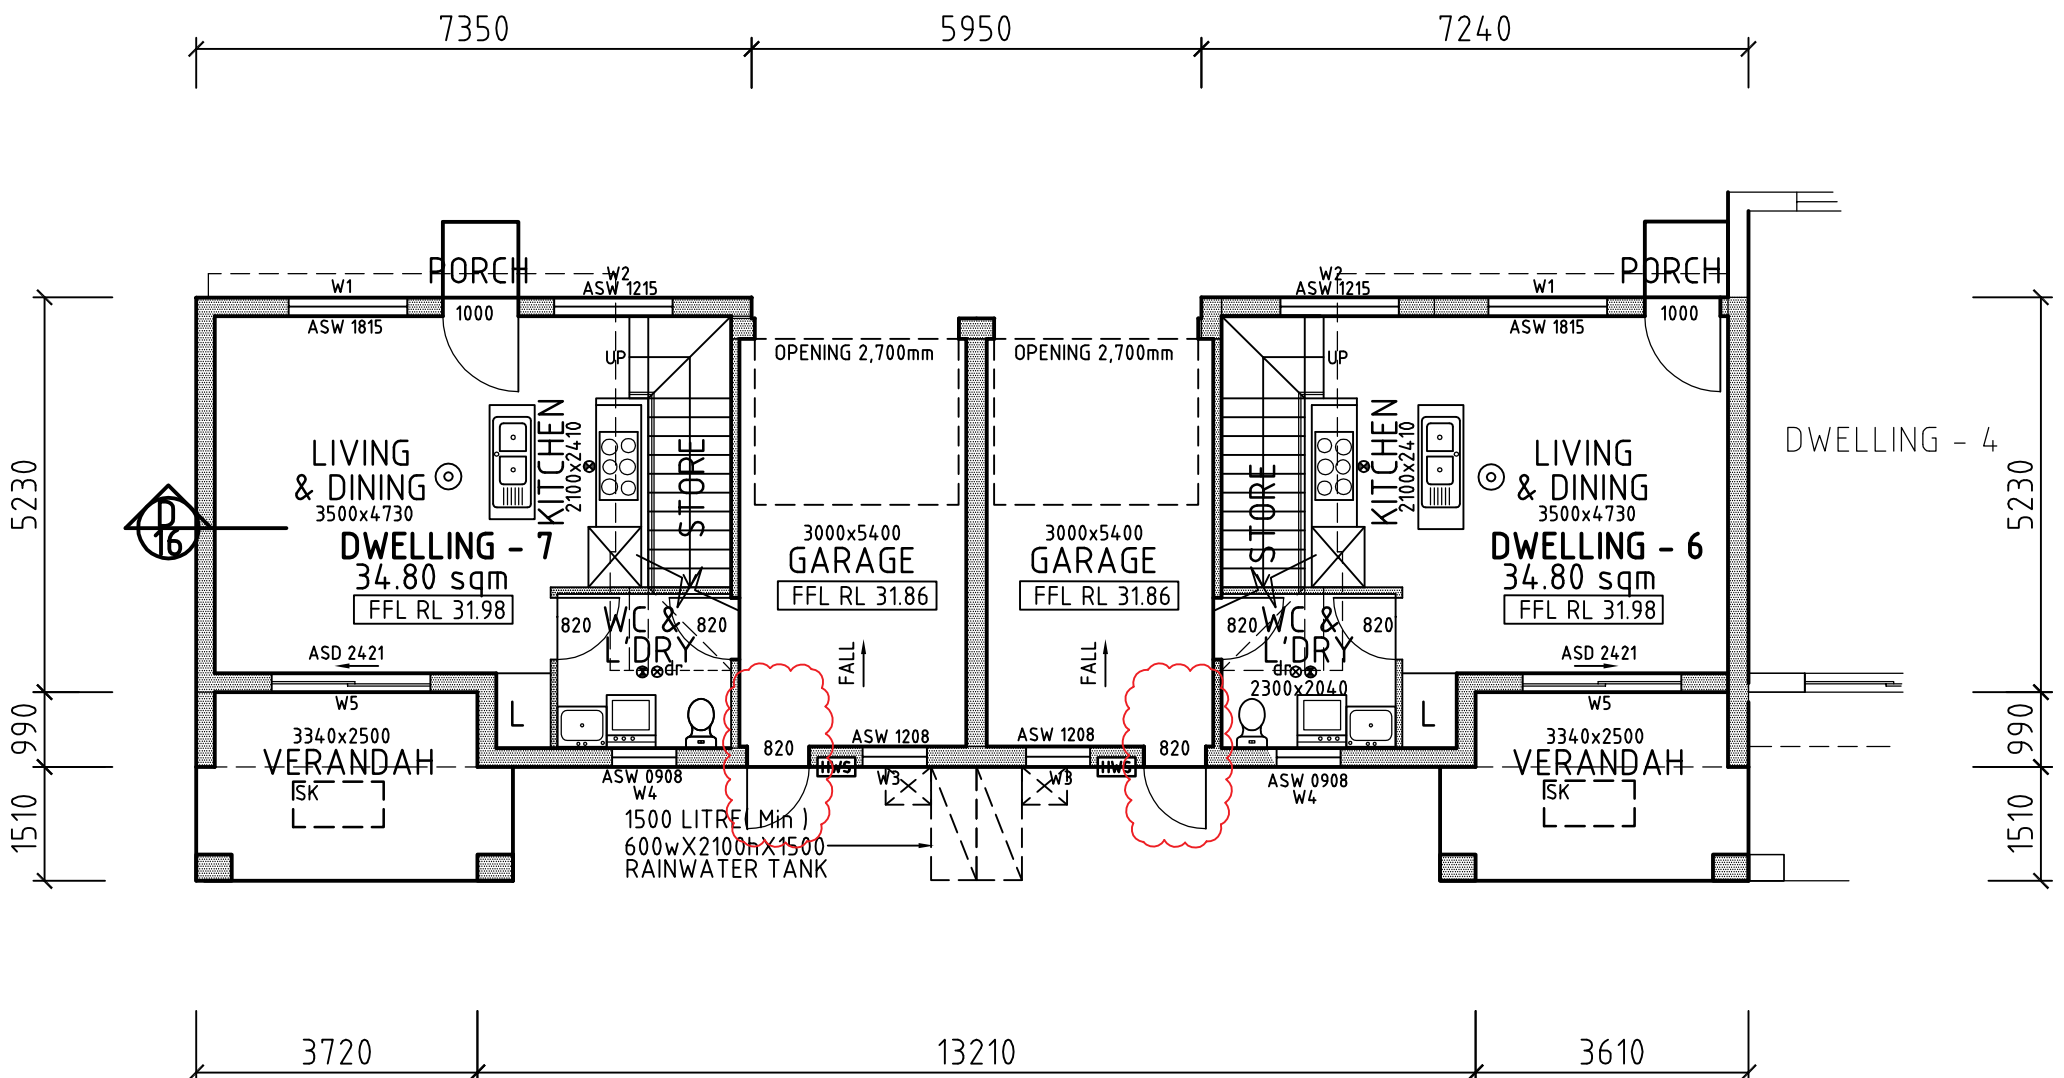 7350
5950
7240
PORCH
W1
W2
ASW 1215
ASW 1815
1000
UP
OPENING 2,700mm
OPENING 2,700mm
W2
ASW 1215
W1
ASW 1815
PORCH
1000
UP
5230
LIVING
& DINING
3500x4730
DWELLING - 7
34.80 sqm
FFL RL 31.98
KITCHEN
2100x2410
STORE
3000x5400
GARAGE
FFL RL 31.86
3000x5400
GARAGE
FFL RL 31.86
STORE
KITCHEN
2100x2410
LIVING
& DINING
3500x4730
DWELLING - 6
34.80 sqm
FFL RL 31.98
DWELLING - 4
5230
D
16
820
WC &
L'DRY
820
dr
FALL
FALL
820
WC &
L'DRY
820
dr
2300x2040
ASD 2421
W5
L
ASD 2421
W5
L
990
3340x2500
VERANDAH
SK
820
ASW 1208
HWS
W3
ASW 1208
820
HWS
W3
3340x2500
VERANDAH
SK
990
ASW 0908
W4
ASW 0908
W4
1510
1500 LITRE( Min )
600wX2100hX1500
RAINWATER TANK
1510
3720
13210
3610